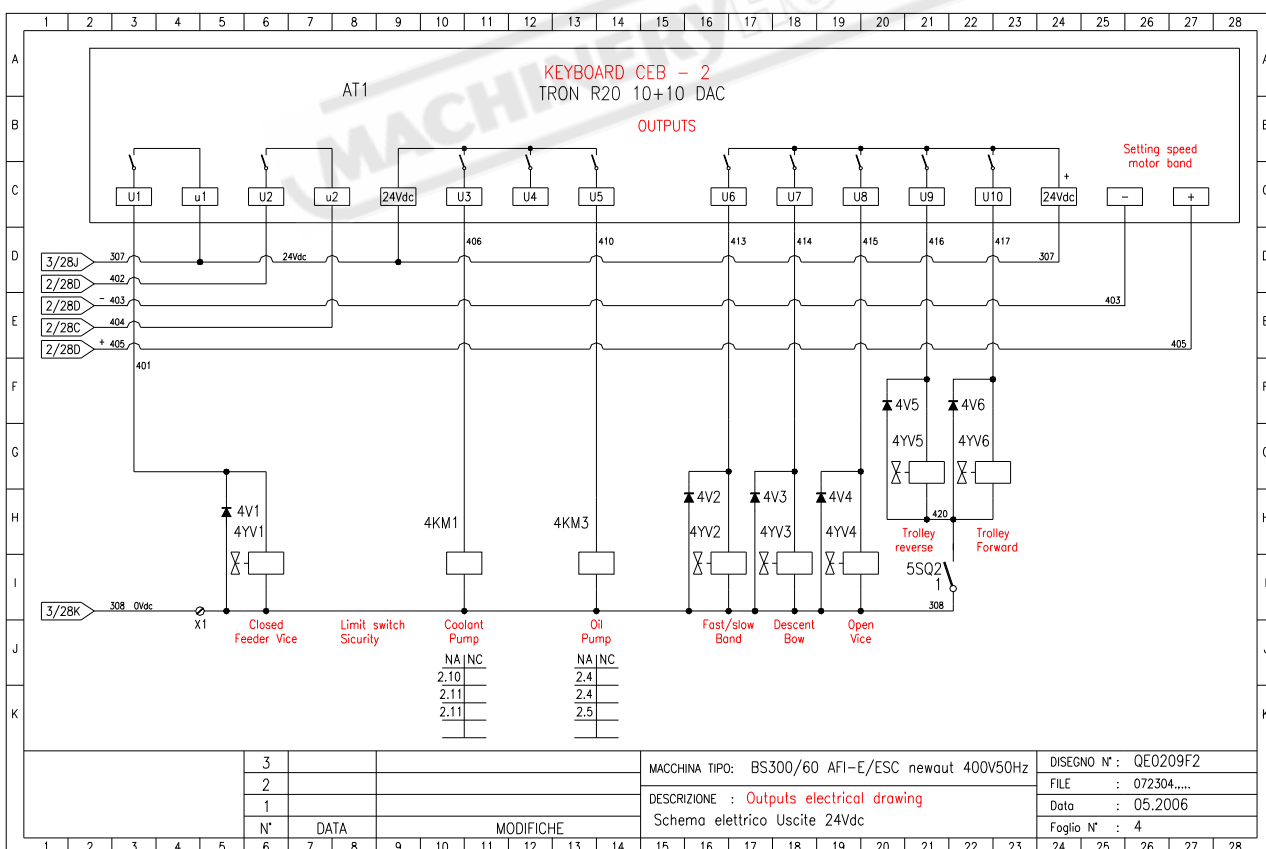 1 2 3 4 5 6 7 8 9 10 11 12 13 14 15 16 17 18 19 20 21 22 23 24 25 26 27 28
A A
MACHINERYHO
KEYBOARD CEB - 2
AT1 TRON R20 10+10 DAC
B B
OUTPUTS
Setting speed
motor band
+
C C
U1 u1 U2 u2 24Vdc U3 U4 U5 U6 U7 U8 U9 U10 24Vdc - +
406 410 413 414 415 416 417
D D
3/28J 307 24Vdc 307
2/28D 402
2/28D - 403 403
E E
2/28C 404
2/28D + 405 405
401
F F
4V5 4V6
4YV5 4YV6
G G
4V1 4V2 4V3 4V4
H H
420
4YV1 4KM1 4KM3 4YV2 4YV3 4YV4
Trolley Trolley
reverse Forward
5SQ2
1
I I
3/28K 308 0Vdc 308
X1
Closed Limit switch Coolant Oil Fast/slow Descent Open
Feeder Vice Sicurity Pump Pump Band Bow Vice
J J
NA NC NA NC
2.10 2.4
2.11 2.4
2.11 2.5
K K
3
2
1
N° DATA MODIFICHE
MACCHINA TIPO: BS300/60 AFI-E/ESC newaut 400V50Hz
DESCRIZIONE : Outputs electrical drawing
Schema elettrico Uscite 24Vdc
DISEGNO N° : QE0209F2
FILE : 072304.....
Data : 05.2006
Foglio N° : 4
1 2 3 4 5 6 7 8 9 10 11 12 13 14 15 16 17 18 19 20 21 22 23 24 25 26 27 28